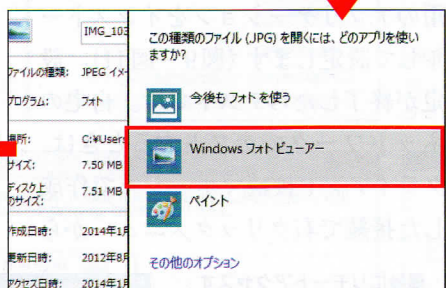 IMG_103
ファイルの種類: JPEG イメー
プログラム: フォト
場所: C:¥Users
サイズ: 7.50 MB
ディスク上
のサイズ: 7.51 MB
作成日時: 2014年1月
更新日時: 2012年8月
アクセス日時: 2014年1月
この種類のファイル (JPG) を開くには、どのアプリを使い
ますか?
今後も フォト を使う
Windows フォト ビューアー
ペイント
その他のオプション